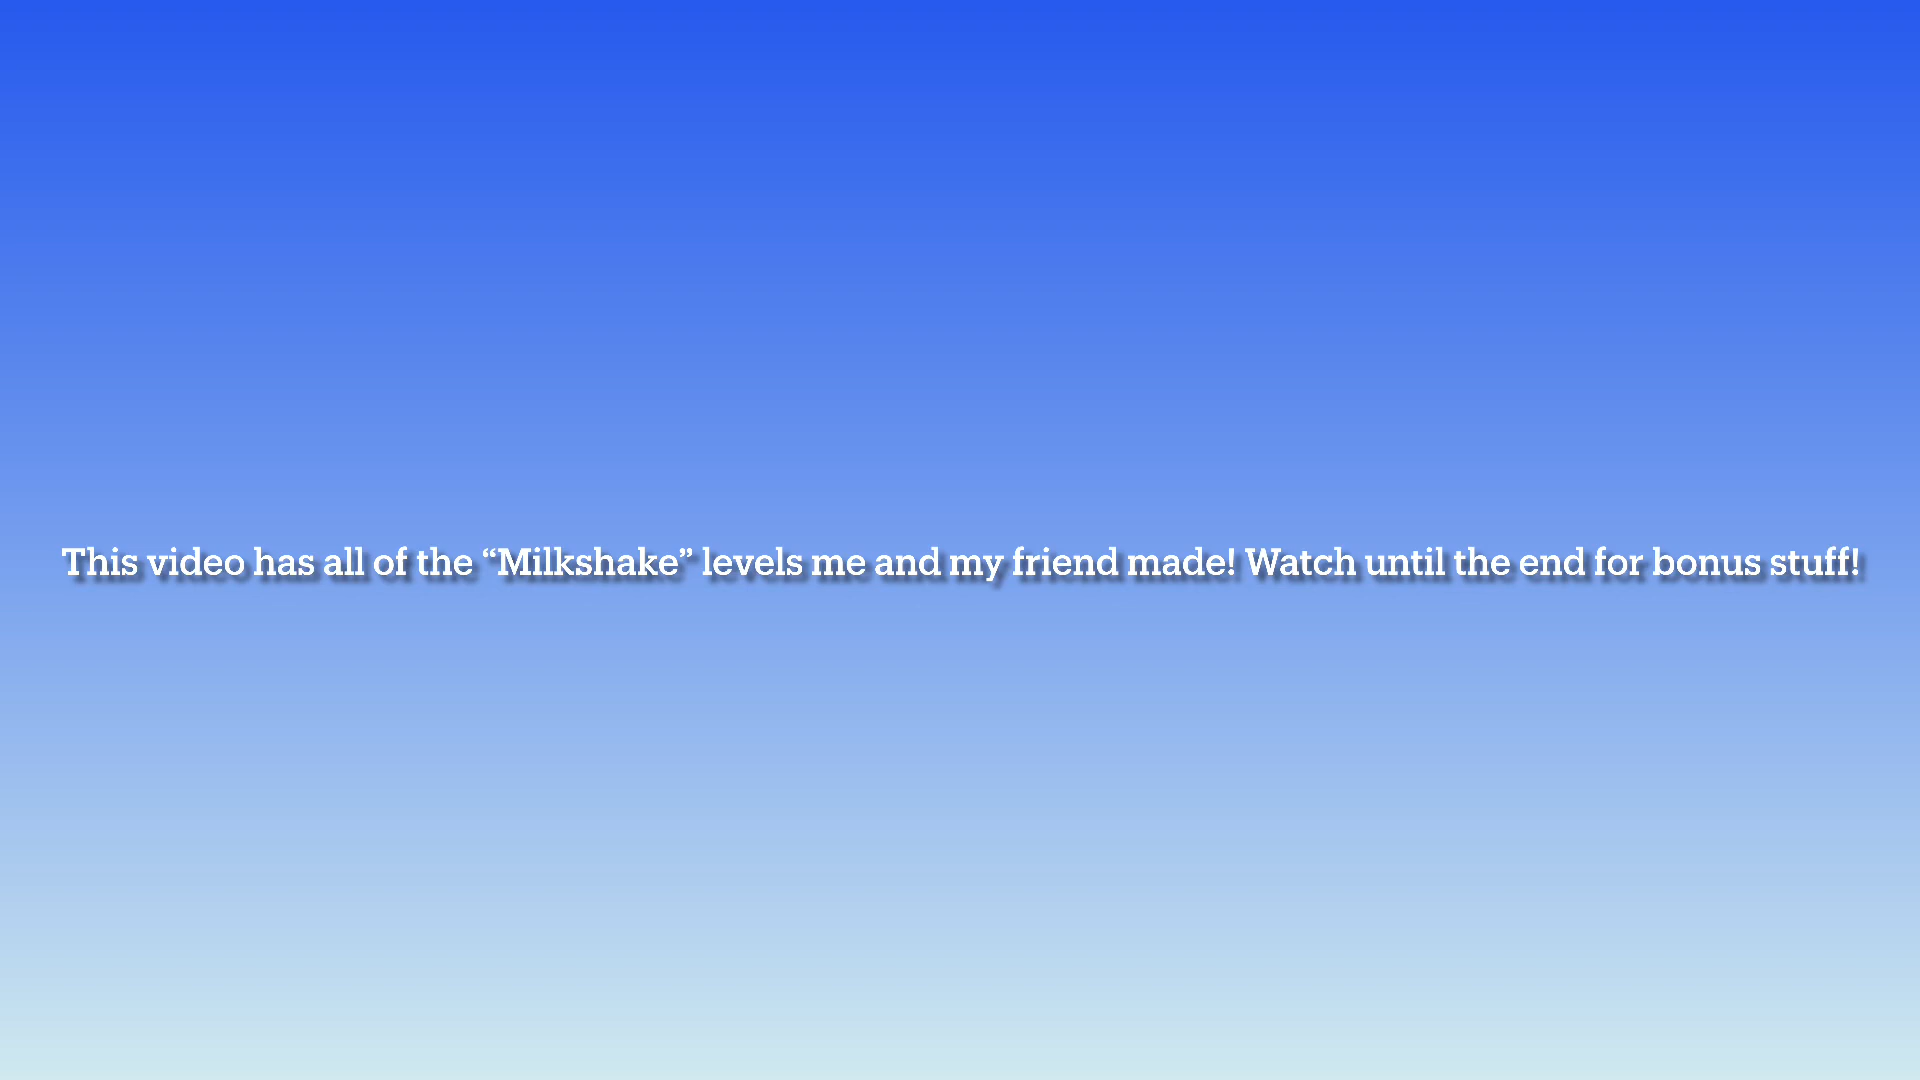 This video has all of the “Milkshake” levels me and my friend made! Watch until the end for bonus stuff!